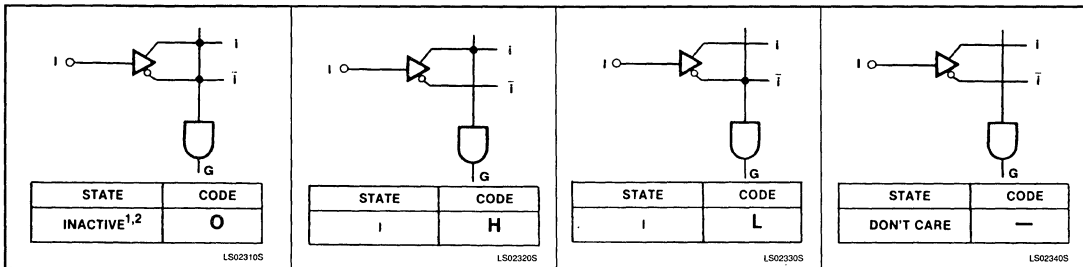 I
i
ī
G
STATE CODE
INACTIVE1,2 O
LS02310S
I
i
ī
G
STATE CODE
I H
LS02320S
I
i
ī
G
STATE CODE
I L
LS02330S
I
i
ī
G
STATE CODE
DON'T CARE —
LS02340S